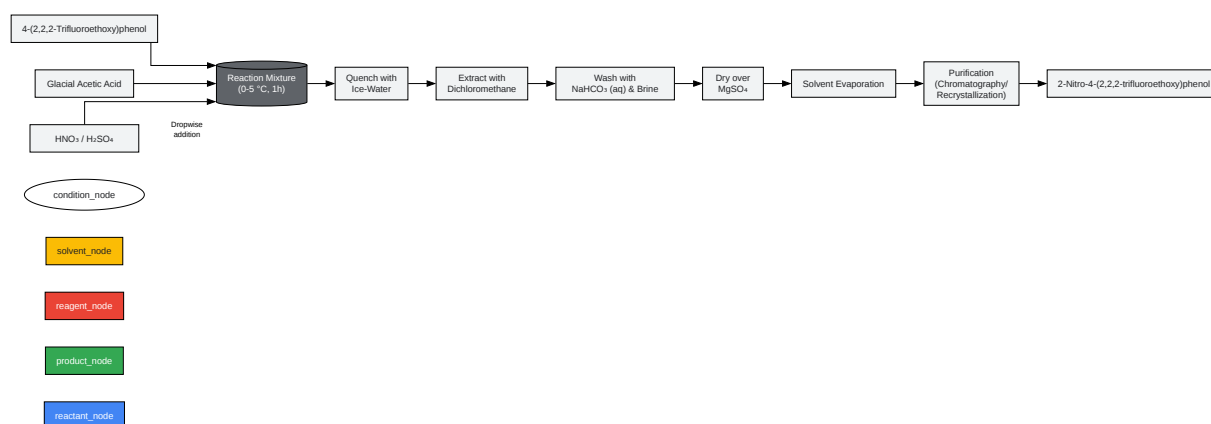 4-(2,2,2-Trifluoroethoxy)phenol
Glacial Acetic Acid
HNO₃ / H₂SO₄
Dropwise
addition
Reaction Mixture
(0-5 °C, 1h)
Quench with
Ice-Water
Extract with
Dichloromethane
Wash with
NaHCO₃ (aq) & Brine
Dry over
MgSO₄
Solvent Evaporation
Purification
(Chromatography/
Recrystallization)
2-Nitro-4-(2,2,2-trifluoroethoxy)phenol
condition_node
solvent_node
reagent_node
product_node
reactant_node